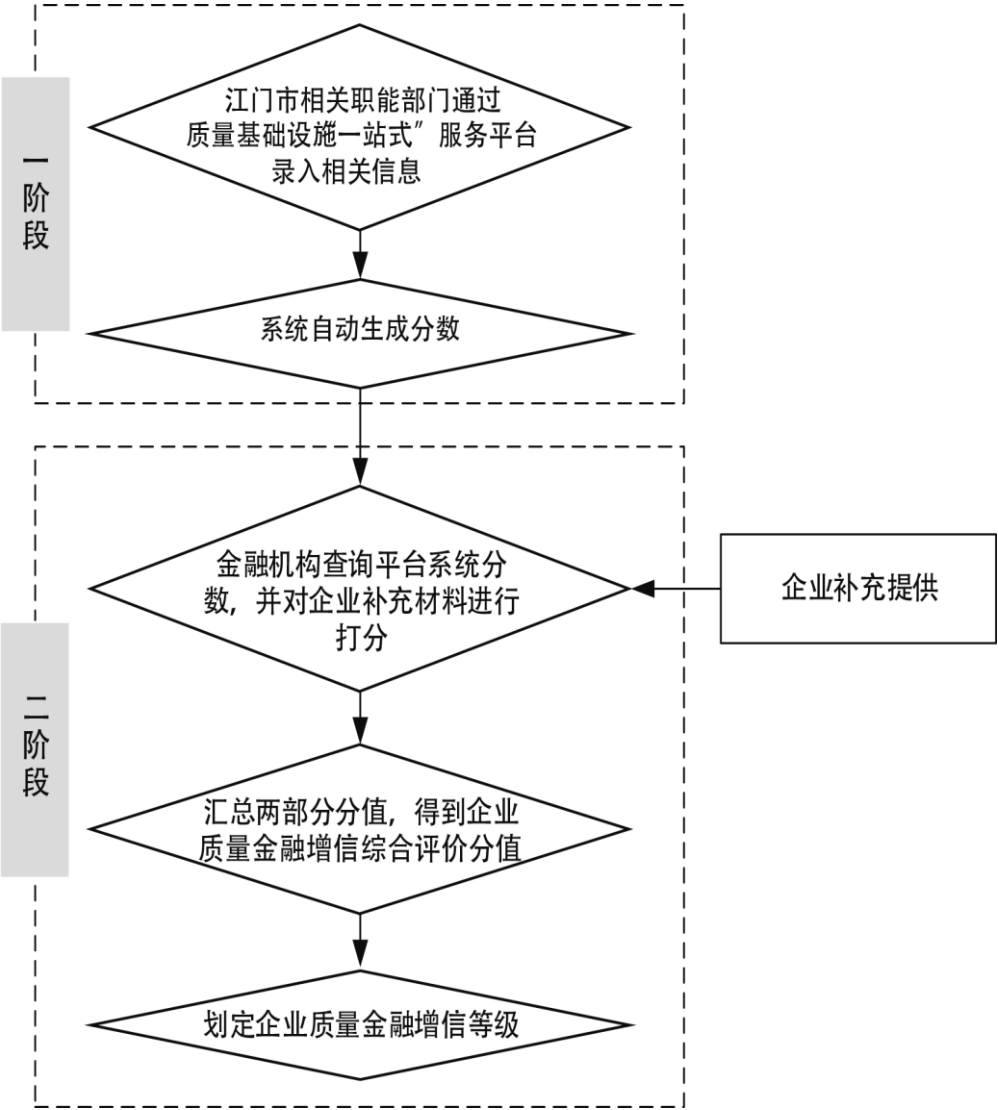 一阶段
江门市相关职能部门通过
质量基础设施“一站式”服务平台
录入相关信息
系统自动生成分数
二阶段
金融机构查询平台系统分
数，并对企业补充材料进行
打分
企业补充提供
汇总两部分分值，得到企业
质量金融增信综合评价分值
划定企业质量金融增信等级